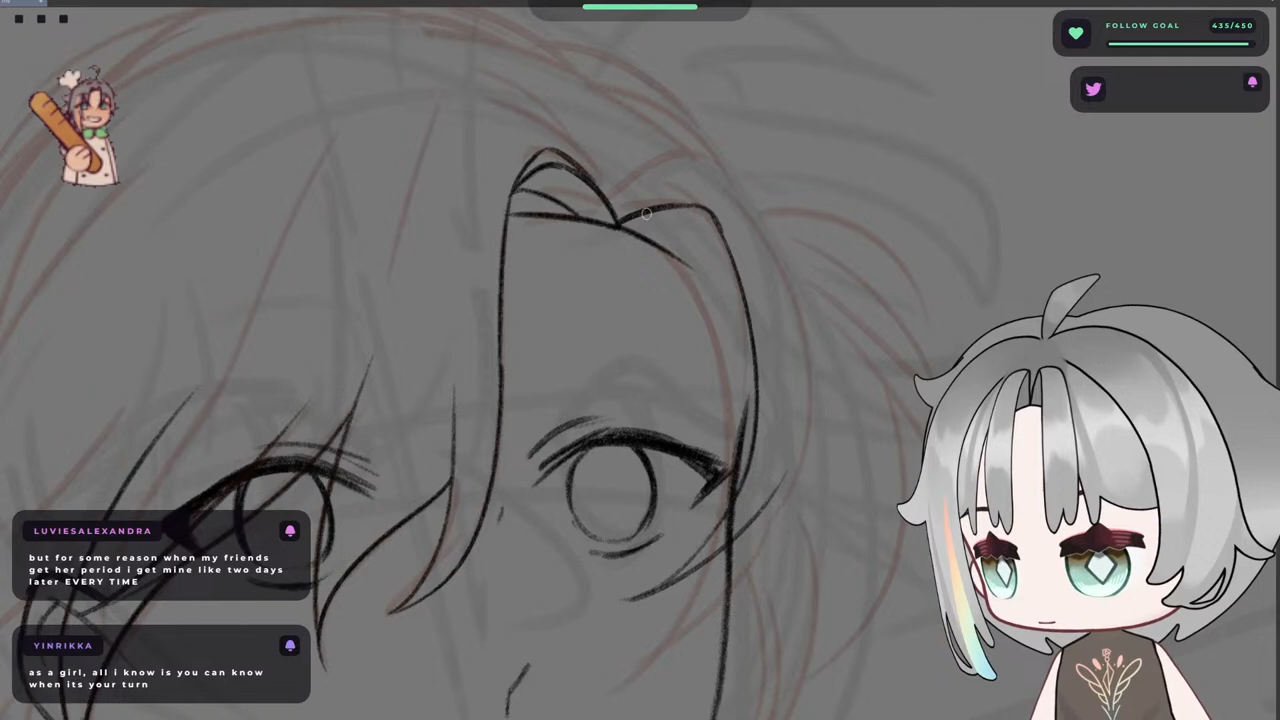 FOLLOW GOAL 435/450
LUVIESALEXANDRA
but for some reason when my friends
get her period i get mine like two days
later EVERY TIME
YINRIKKA
as a girl, all i know is you can know
when its your turn